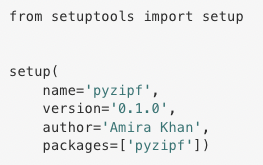 from setuptools import setup
setup(
    name='pyzipf',
    version='0.1.0',
    author='Amira Khan',
    packages=['pyzipf'])